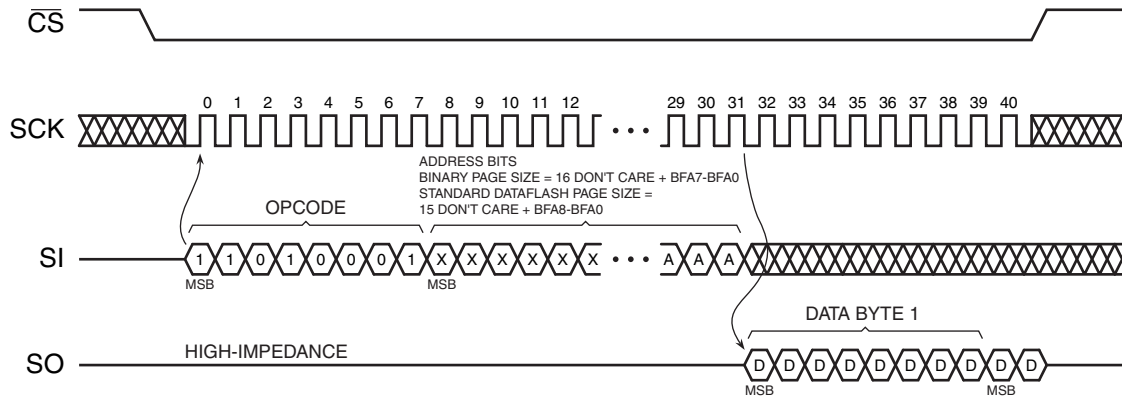 CS
SCK
0 1 2 3 4 5 6 7 8 9 10 11 12 29 30 31 32 33 34 35 36 37 38 39 40
ADDRESS BITS
BINARY PAGE SIZE = 16 DON'T CARE + BFA7-BFA0
STANDARD DATAFLASH PAGE SIZE =
15 DON'T CARE + BFA8-BFA0
OPCODE
SI
1 1 0 1 0 0 0 1 X X X X X X A A A
MSB MSB
DATA BYTE 1
SO
HIGH-IMPEDANCE
D D D D D D D D D D
MSB MSB